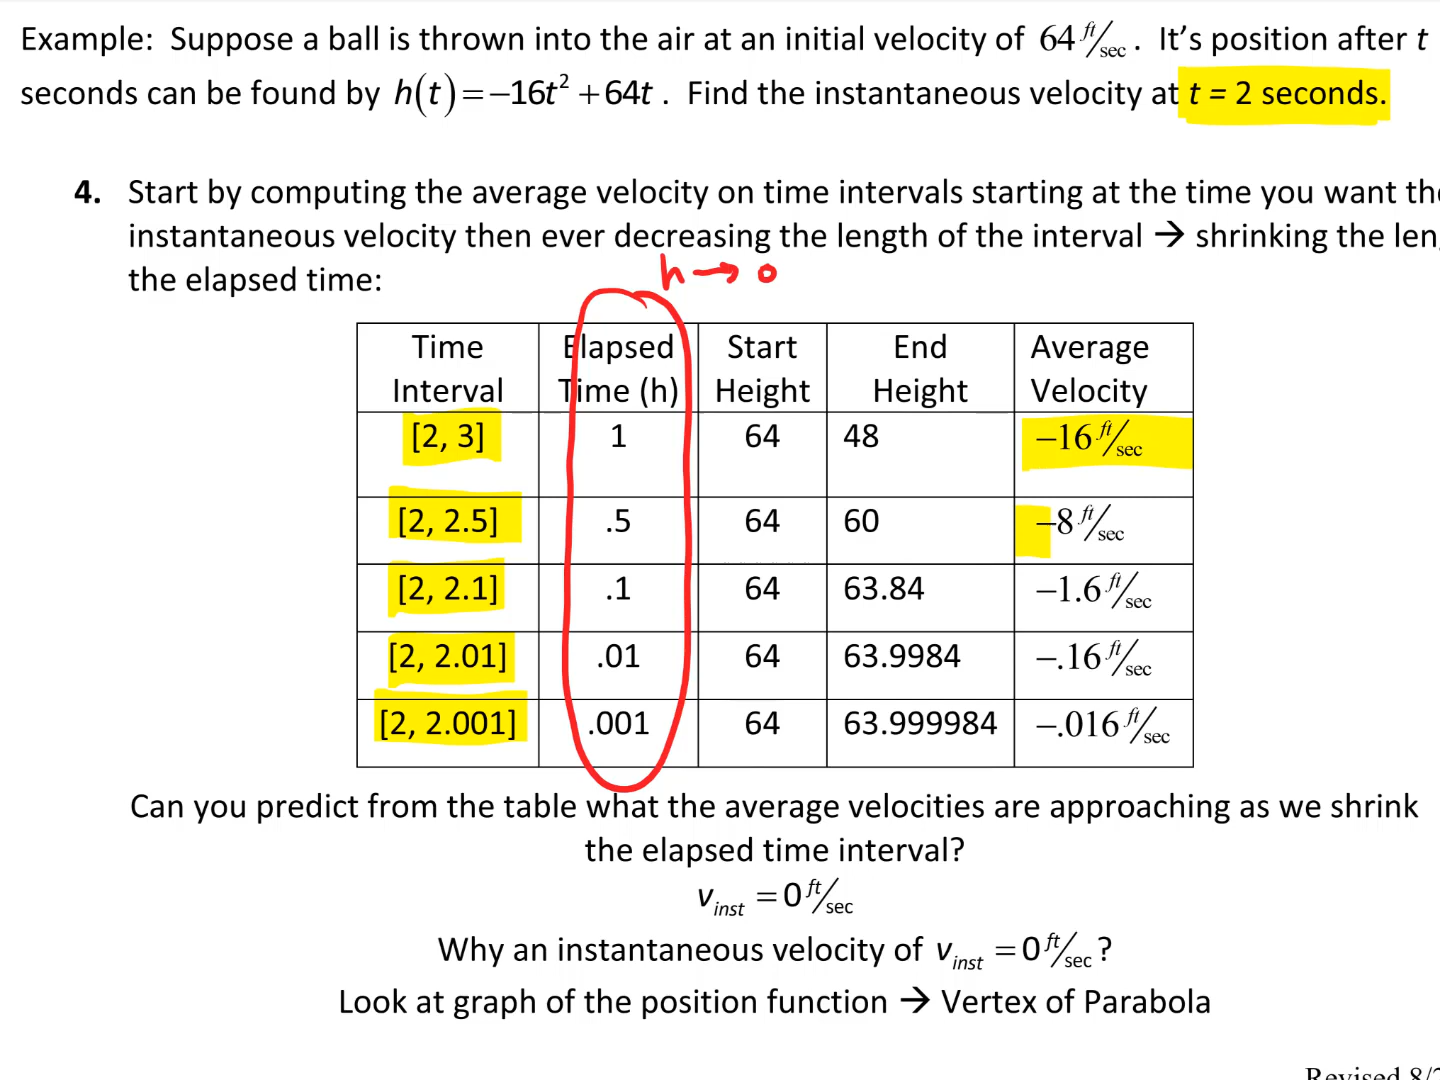 Example: Suppose a ball is thrown into the air at an initial velocity of 64 ft/sec. It's position after t
seconds can be found by h(t)=−16t² +64t. Find the instantaneous velocity at t = 2 seconds.
4. Start by computing the average velocity on time intervals starting at the time you want the
instantaneous velocity then ever decreasing the length of the interval → shrinking the len
the elapsed time:
h → 0
Time Interval | Elapsed Time (h) | Start Height | End Height | Average Velocity
[2, 3] 1 64 48 −16 ft/sec
[2, 2.5] .5 64 60 −8 ft/sec
[2, 2.1] .1 64 63.84 −1.6 ft/sec
[2, 2.01] .01 64 63.9984 −.16 ft/sec
[2, 2.001] .001 64 63.999984 −.016 ft/sec
Can you predict from the table what the average velocities are approaching as we shrink
the elapsed time interval?
v inst = 0 ft/sec
Why an instantaneous velocity of v inst = 0 ft/sec ?
Look at graph of the position function → Vertex of Parabola
Revised 8/